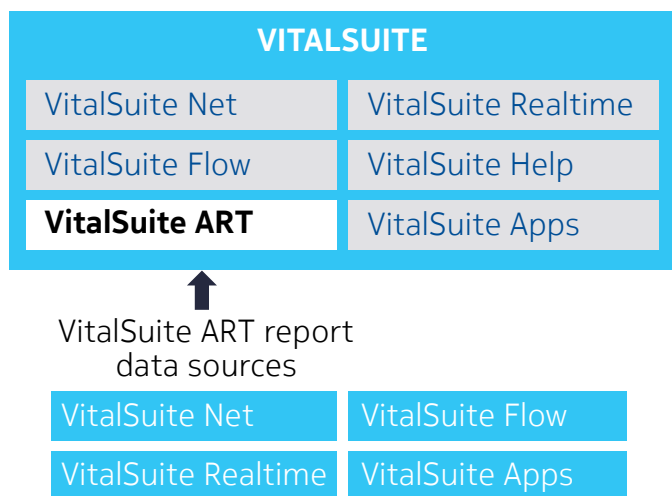 VITALSUITE
VitalSuite Net
VitalSuite Realtime
VitalSuite Flow
VitalSuite Help
VitalSuite ART
VitalSuite Apps
VitalSuite ART report
data sources
VitalSuite Net
VitalSuite Flow
VitalSuite Realtime
VitalSuite Apps